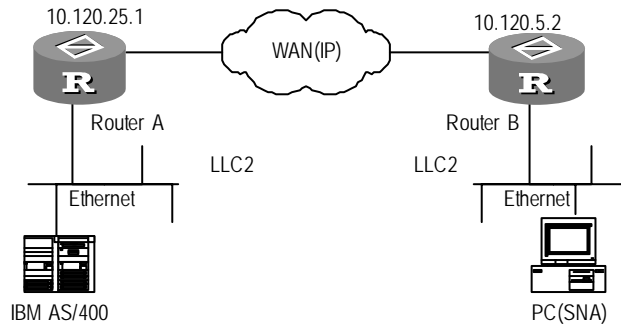 10.120.25.1
10.120.5.2
WAN(IP)
R
R
Router A
Router B
LLC2
LLC2
Ethernet
Ethernet
IBM AS/400
PC(SNA)